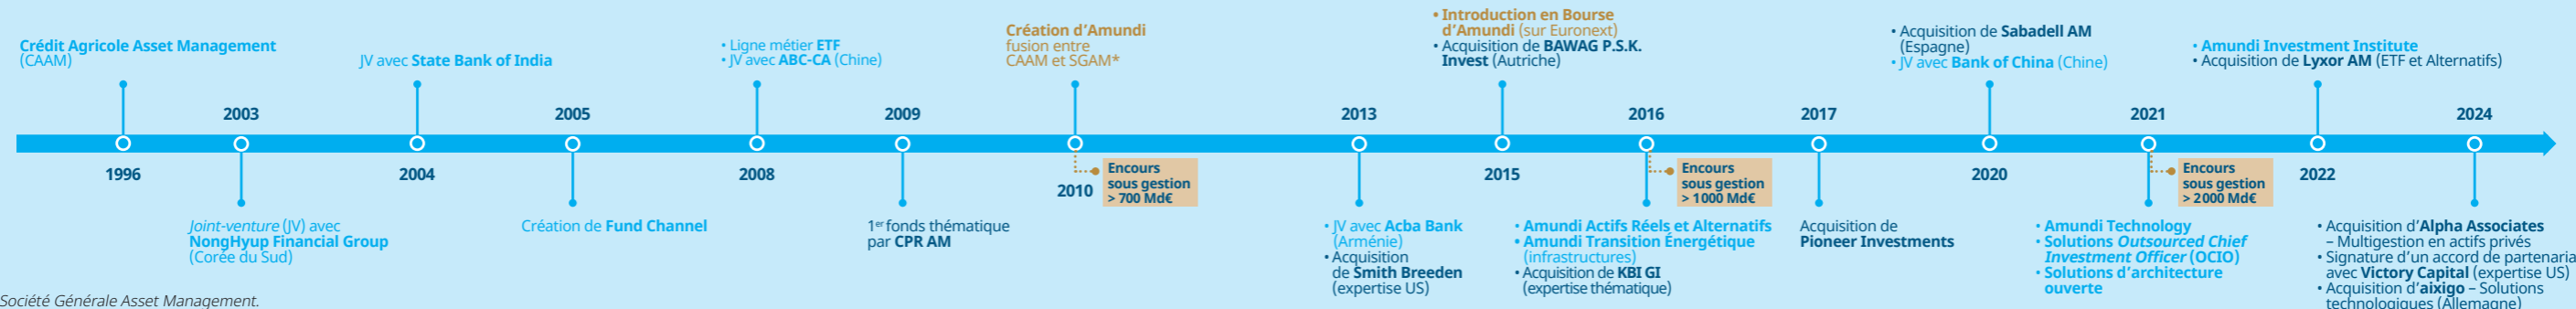 Crédit Agricole Asset Management
(CAAM)
1996
2003
Joint-venture (JV) avec
NongHyup Financial Group
(Corée du Sud)
JV avec State Bank of India
2004
2005
Création de Fund Channel
• Ligne métier ETF
• JV avec ABC-CA (Chine)
2008
2009
1er fonds thématique
par CPR AM
Création d'Amundi
fusion entre
CAAM et SGAM*
2010
Encours
sous gestion
> 700 Md€
2013
• JV avec Acba Bank
(Arménie)
• Acquisition
de Smith Breeden
(expertise US)
• Introduction en Bourse
d'Amundi (sur Euronext)
• Acquisition de BAWAG P.S.K.
Invest (Autriche)
2015
2016
Encours
sous gestion
> 1000 Md€
• Amundi Actifs Réels et Alternatifs
• Amundi Transition Énergétique
(infrastructures)
• Acquisition de KBI GI
(expertise thématique)
2017
Acquisition de
Pioneer Investments
• Acquisition de Sabadell AM
(Espagne)
• JV avec Bank of China (Chine)
2020
2021
Encours
sous gestion
> 2000 Md€
• Amundi Technology
• Solutions Outsourced Chief
Investment Officer (OCIO)
• Solutions d'architecture
ouverte
• Amundi Investment Institute
• Acquisition de Lyxor AM (ETF et Alternatifs)
2022
2024
• Acquisition d'Alpha Associates
– Multigestion en actifs privés
• Signature d'un accord de partenaria
avec Victory Capital (expertise US)
• Acquisition d'aixigo – Solutions
technologiques (Allemagne)
Société Générale Asset Management.